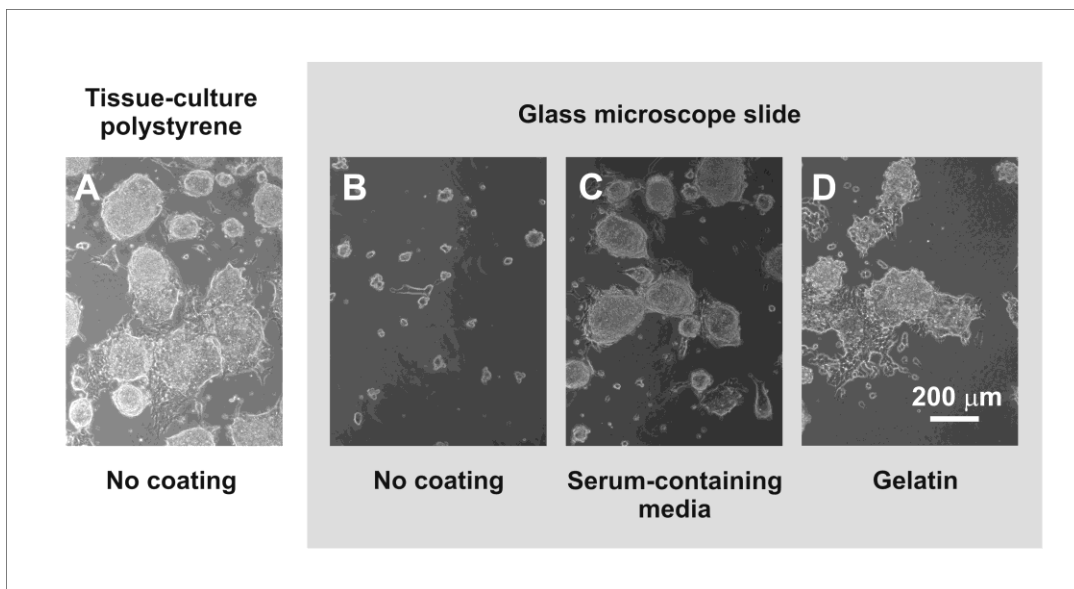 Tissue-culture
polystyrene
Glass microscope slide
A
B
C
D
200 μm
No coating
No coating
Serum-containing
media
Gelatin